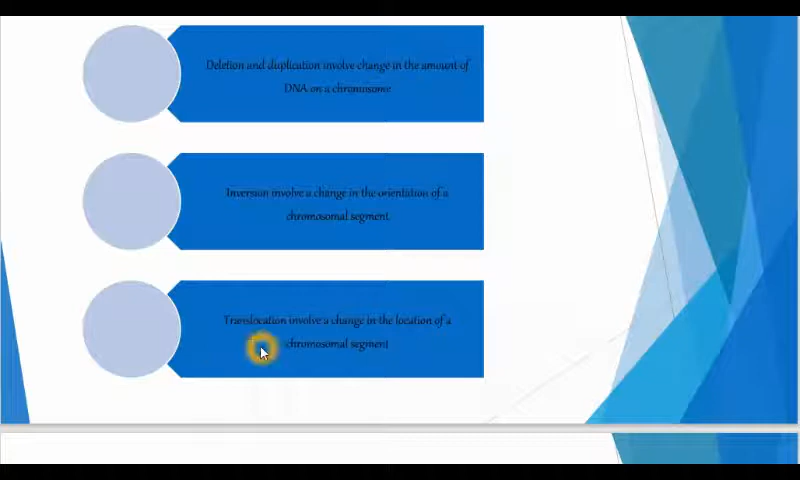 Deletion and duplication involve change in the amount of
DNA on a chromosome
Inversion involve a change in the orientation of a
chromosomal segment.
Translocation involve a change in the location of a
chromosomal segment